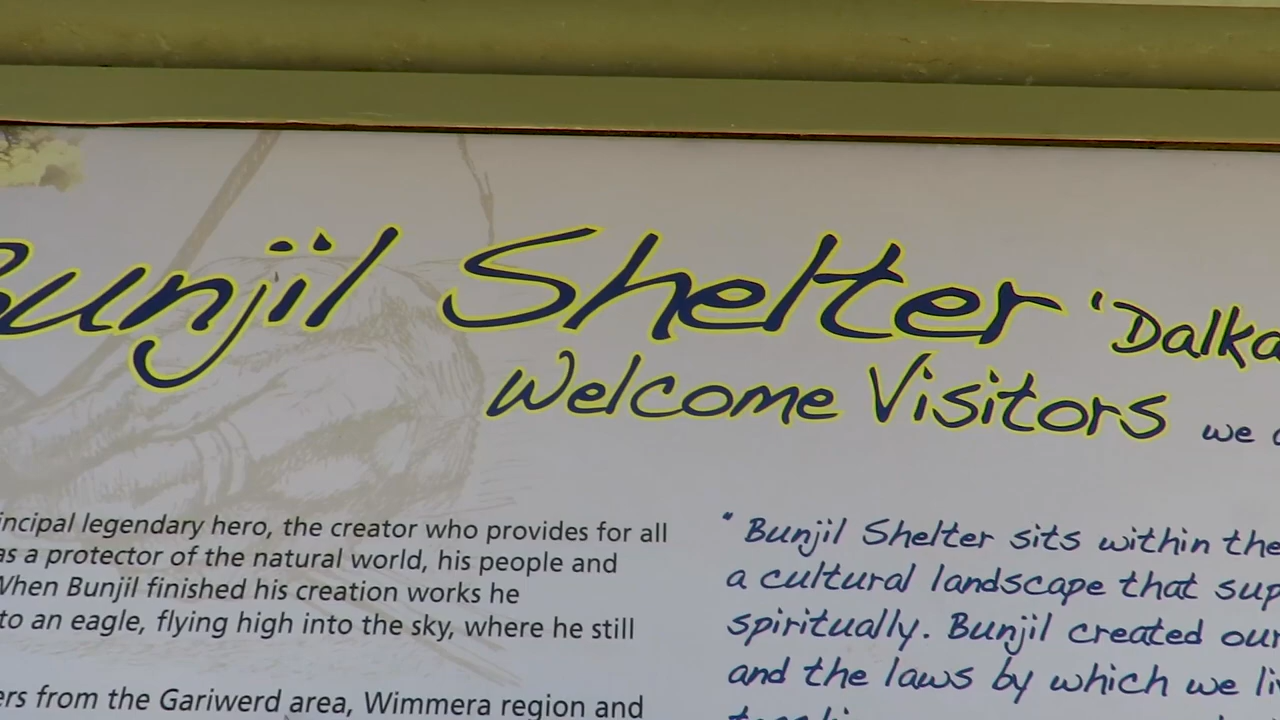 Bunjil Shelter 'Dalka
Welcome Visitors we
incipal legendary hero, the creator who provides for all
as a protector of the natural world, his people and
When Bunjil finished his creation works he
to an eagle, flying high into the sky, where he still
ers from the Gariwerd area, Wimmera region and
"Bunjil Shelter sits within the
a cultural landscape that sup
spiritually. Bunjil created our
and the laws by which we li